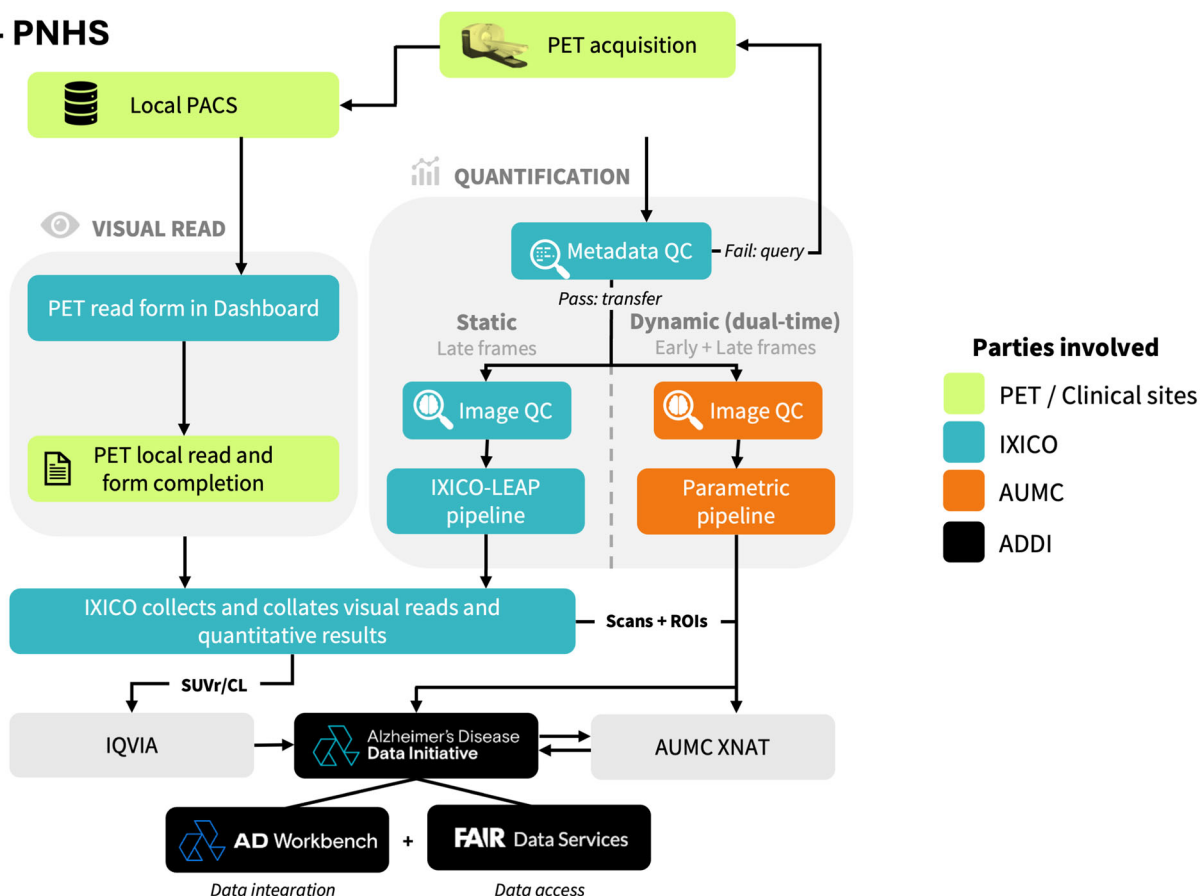 - PNHS
PET acquisition
Local PACS
QUANTIFICATION
VISUAL READ
Metadata QC
Fail: query
PET read form in Dashboard
Pass: transfer
Static
Late frames
Dynamic (dual-time)
Early + Late frames
Image QC
Image QC
PET local read and
form completion
IXICO-LEAP
pipeline
Parametric
pipeline
Parties involved
PET / Clinical sites
IXICO
AUMC
ADDI
IXICO collects and collates visual reads and
quantitative results
Scans + ROIs
SUVr/CL
IQVIA
Alzheimer's Disease
Data Initiative
AUMC XNAT
AD Workbench
+
FAIR Data Services
Data integration
Data access